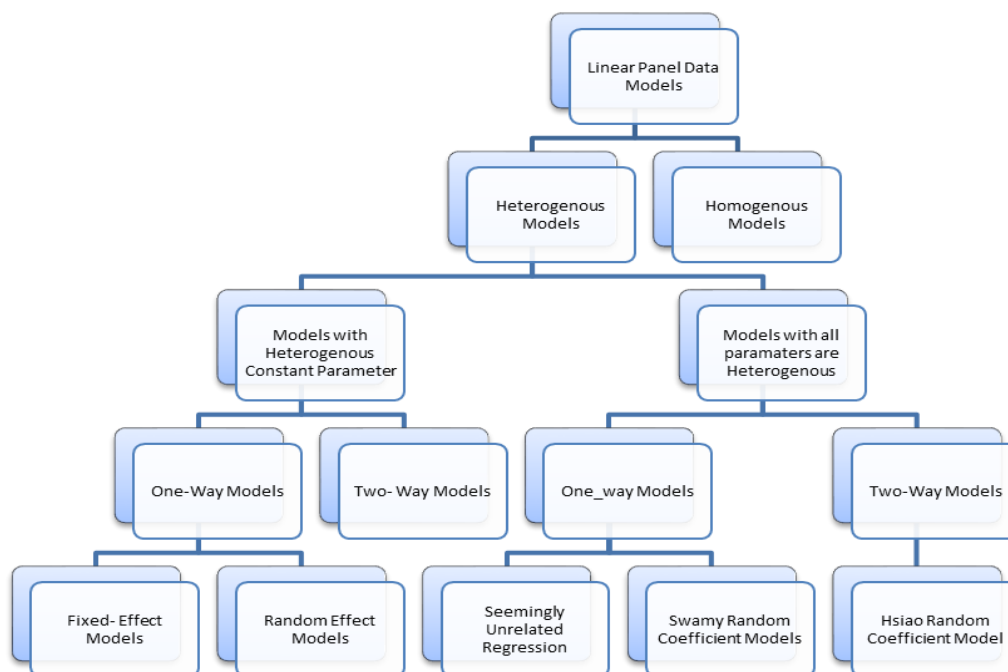 Linear Panel Data
Models
Heterogenous
Models
Homogenous
Models
Models with
Heterogenous
Constant Parameter
Models with all
paramaters are
Heterogenous
One-Way Models
Two- Way Models
One_way Models
Two-Way Models
Fixed- Effect
Models
Random Effect
Models
Seemingly
Unrelated
Regression
Swamy Random
Coefficient Models
Hsiao Random
Coefficient Model